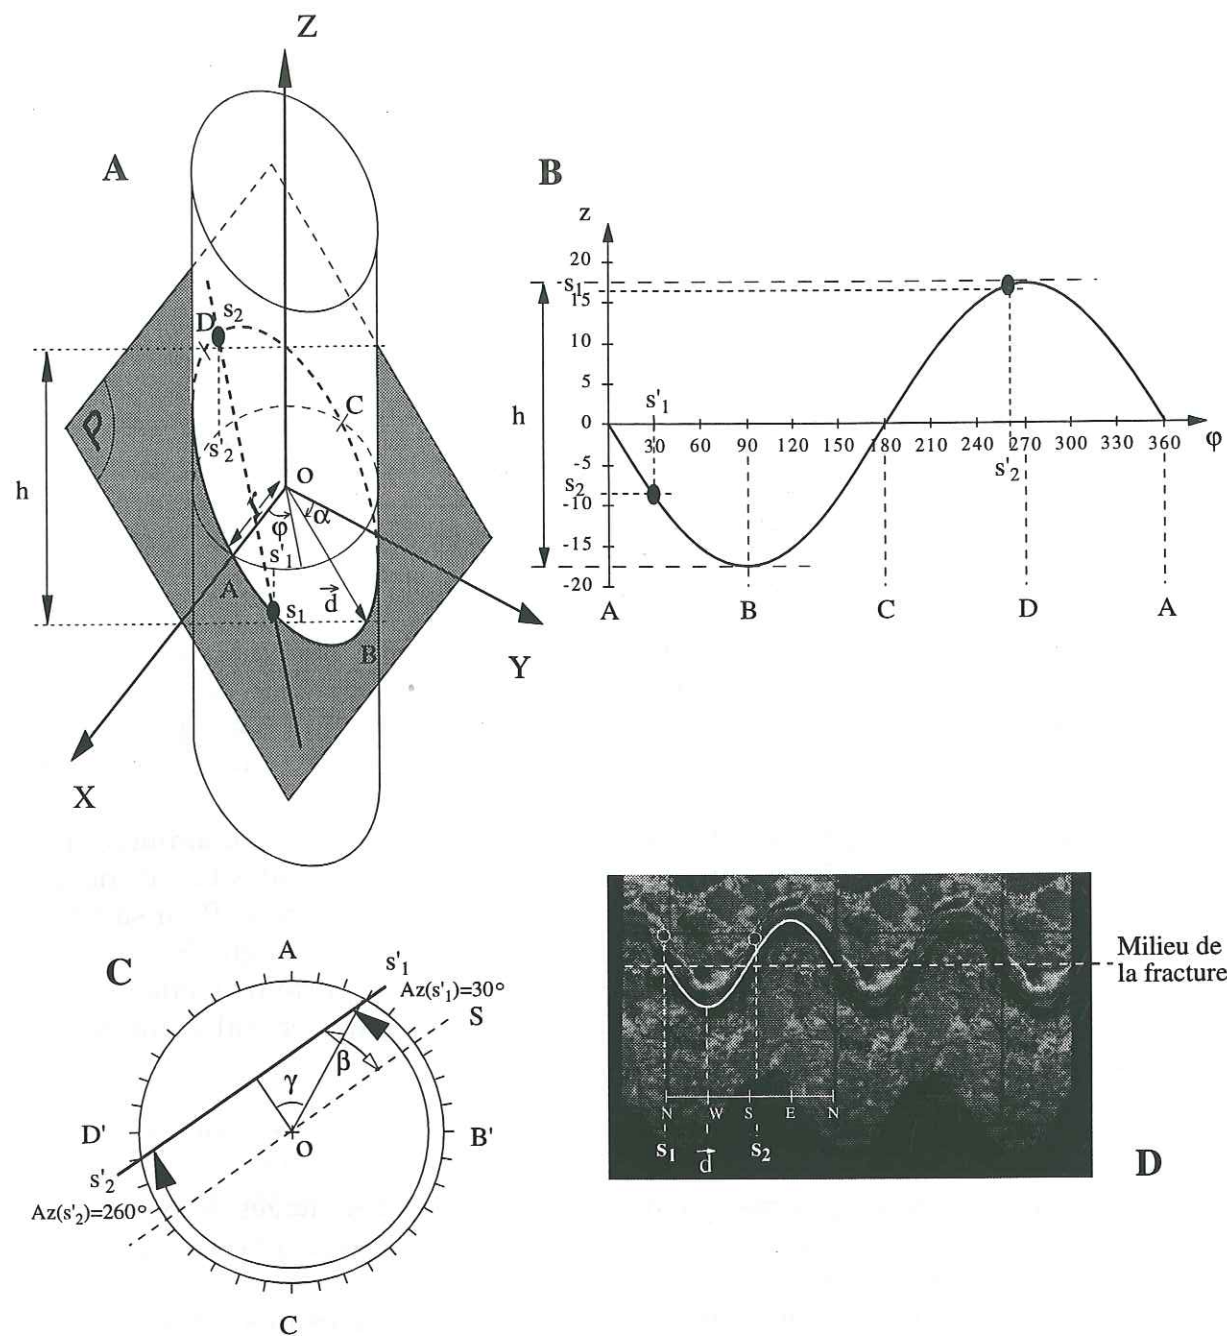 A
Z
D
s2
C
s'2
P
h
O
r
φ
α
s'1
A
d
s1
B
X
Y
B
z
20
s1
15
10
5
h
0
-5
s2
-10
-15
-20
s'1
30 60 90 120 150 180 210 240 270 300 330 360
φ
s'2
A B C D A
C
A
s'1
Az(s'1)=30°
S
β
γ
D'
O
B'
s'2
Az(s'2)=260°
C
Milieu de
la fracture
N W S E N
s1 d s2
D